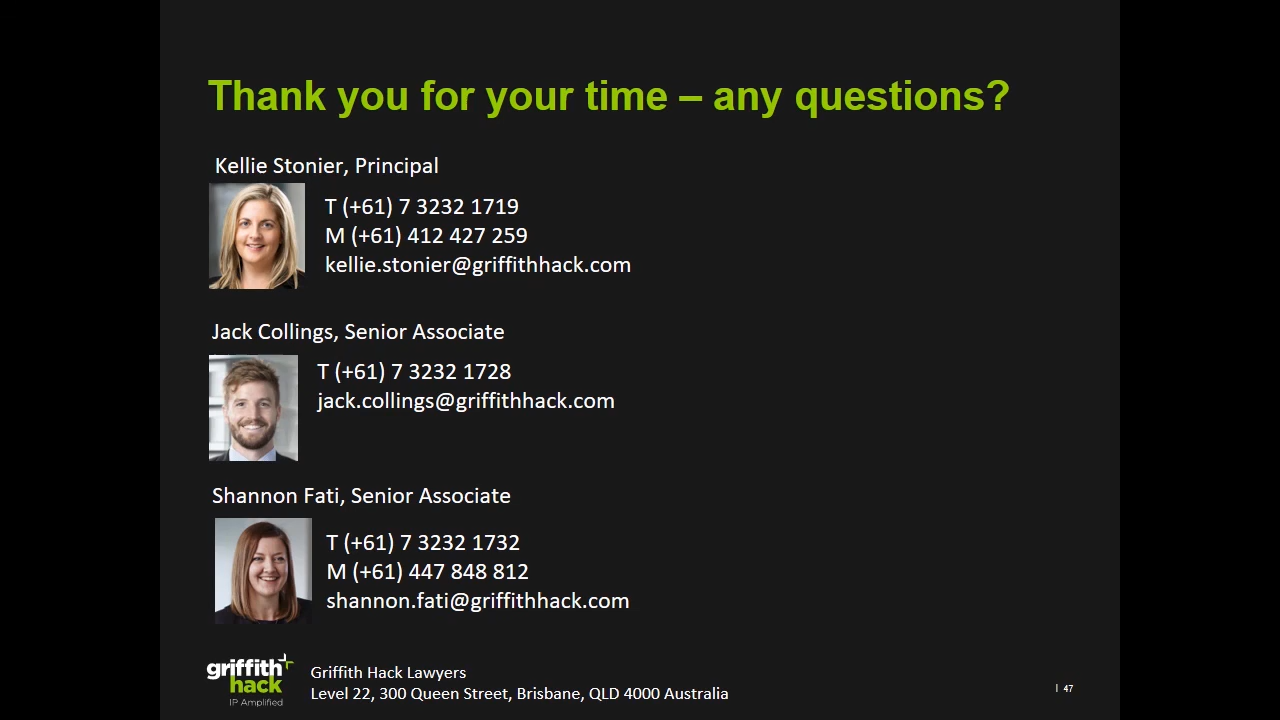 Thank you for your time – any questions?
Kellie Stonier, Principal
T (+61) 7 3232 1719
M (+61) 412 427 259
kellie.stonier@griffithhack.com
Jack Collings, Senior Associate
T (+61) 7 3232 1728
jack.collings@griffithhack.com
Shannon Fati, Senior Associate
T (+61) 7 3232 1732
M (+61) 447 848 812
shannon.fati@griffithhack.com
griffith
hack
IP Amplified
Griffith Hack Lawyers
Level 22, 300 Queen Street, Brisbane, QLD 4000 Australia
| 47